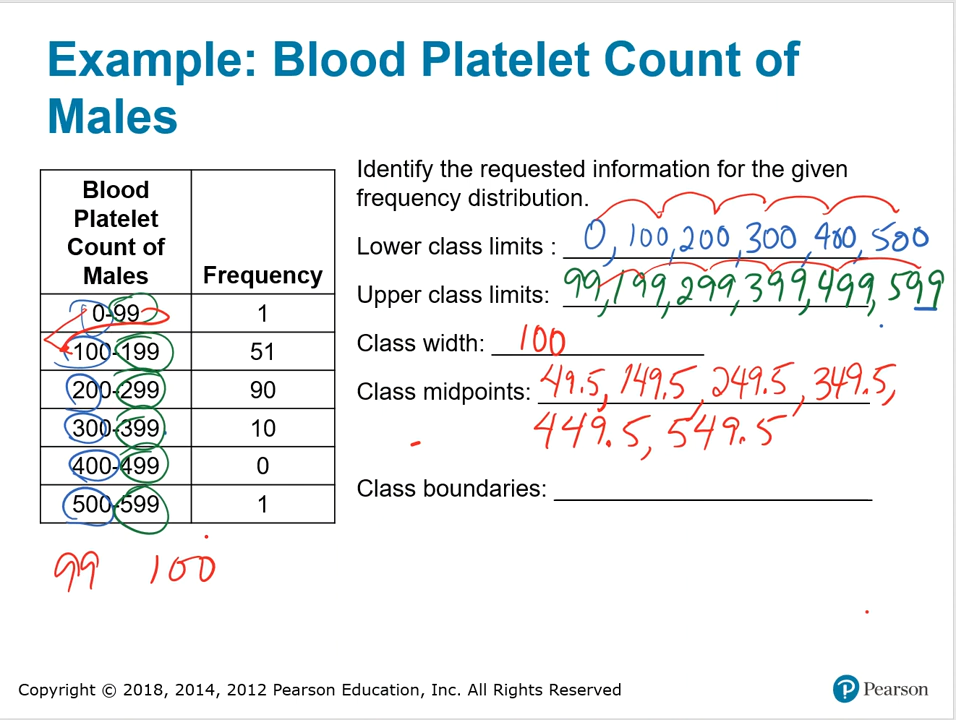 Example: Blood Platelet Count of
Males
Blood
Platelet
Count of
Males
Frequency
0-99 1
100-199 51
200-299 90
300-399 10
400-499 0
500-599 1
99 100
Identify the requested information for the given
frequency distribution.
Lower class limits : 0, 100, 200, 300, 400, 500
Upper class limits: 99, 199, 299, 399, 499, 599
Class width: 100
Class midpoints: 49.5, 149.5, 249.5, 349.5,
449.5, 549.5
Class boundaries:
Copyright © 2018, 2014, 2012 Pearson Education, Inc. All Rights Reserved
P Pearson